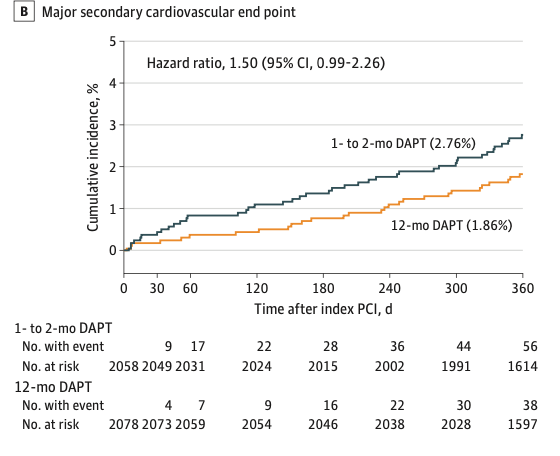 B Major secondary cardiovascular end point
5
Hazard ratio, 1.50 (95% CI, 0.99-2.26)
4
3
1- to 2-mo DAPT (2.76%)
2
1
12-mo DAPT (1.86%)
0
Cumulative incidence, %
0 30 60 120 180 240 300 360
Time after index PCI, d
1- to 2-mo DAPT
No. with event 9 17 22 28 36 44 56
No. at risk 2058 2049 2031 2024 2015 2002 1991 1614
12-mo DAPT
No. with event 4 7 9 16 22 30 38
No. at risk 2078 2073 2059 2054 2046 2038 2028 1597